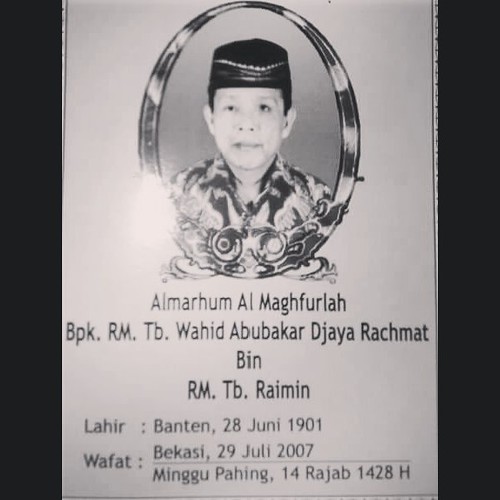 Almarhum Al Maghfurlah
Bpk. RM. Tb. Wahid Abubakar Djaya Rachmat
Bin
RM. Tb. Raimin
Lahir : Banten, 28 Juni 1901
Wafat : Bekasi, 29 Juli 2007
Minggu Pahing, 14 Rajab 1428 H